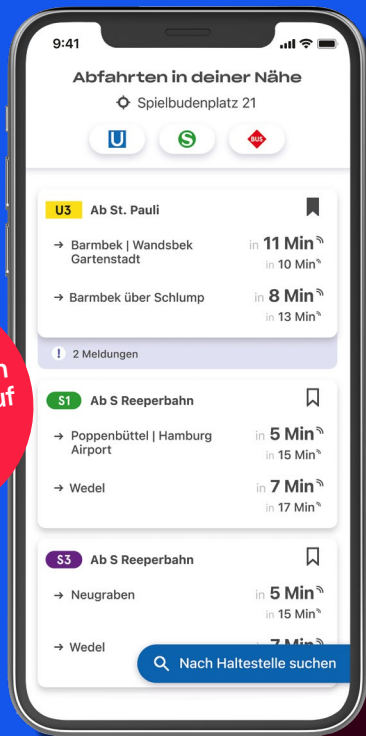 9:41
Abfahrten in deiner Nähe
Spielbudenplatz 21
U
S
BUS
U3 Ab St. Pauli
→ Barmbek | Wandsbek Gartenstadt
in 11 Min
in 10 Min
→ Barmbek über Schlump
in 8 Min
in 13 Min
! 2 Meldungen
S1 Ab S Reeperbahn
→ Poppenbüttel | Hamburg Airport
in 5 Min
in 15 Min
→ Wedel
in 7 Min
in 17 Min
S3 Ab S Reeperbahn
→ Neugraben
in 5 Min
in 15 Min
→ Wedel
7 Min
Nach Haltestelle suchen